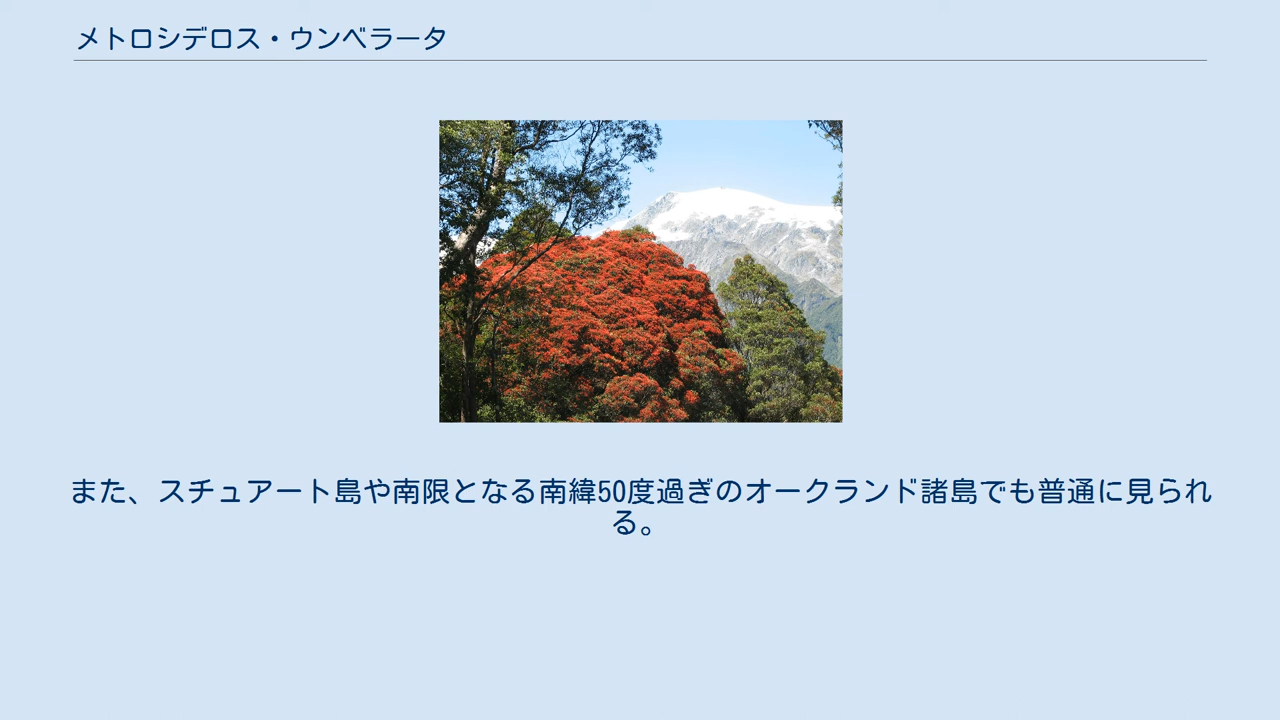 メトロシデロス・ウンベラータ
また、スチュアート島や南限となる南緯50度過ぎのオークランド諸島でも普通に見られ
る。